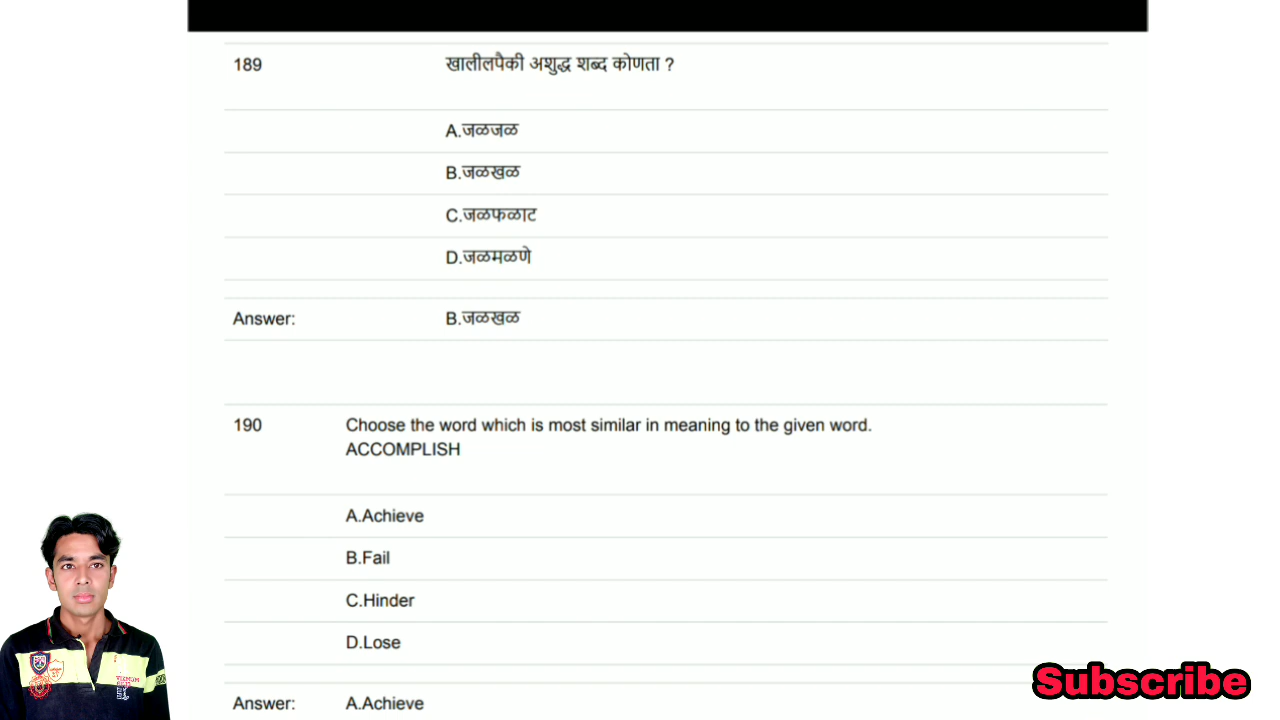 189 खालीलपैकी अशुद्ध शब्द कोणता ?
A.जळजळ
B.जळखळ
C.जळफळाट
D.जळमळणे
Answer: B.जळखळ
190 Choose the word which is most similar in meaning to the given word.
ACCOMPLISH
A.Achieve
B.Fail
C.Hinder
D.Lose
Answer: A.Achieve
Subscribe